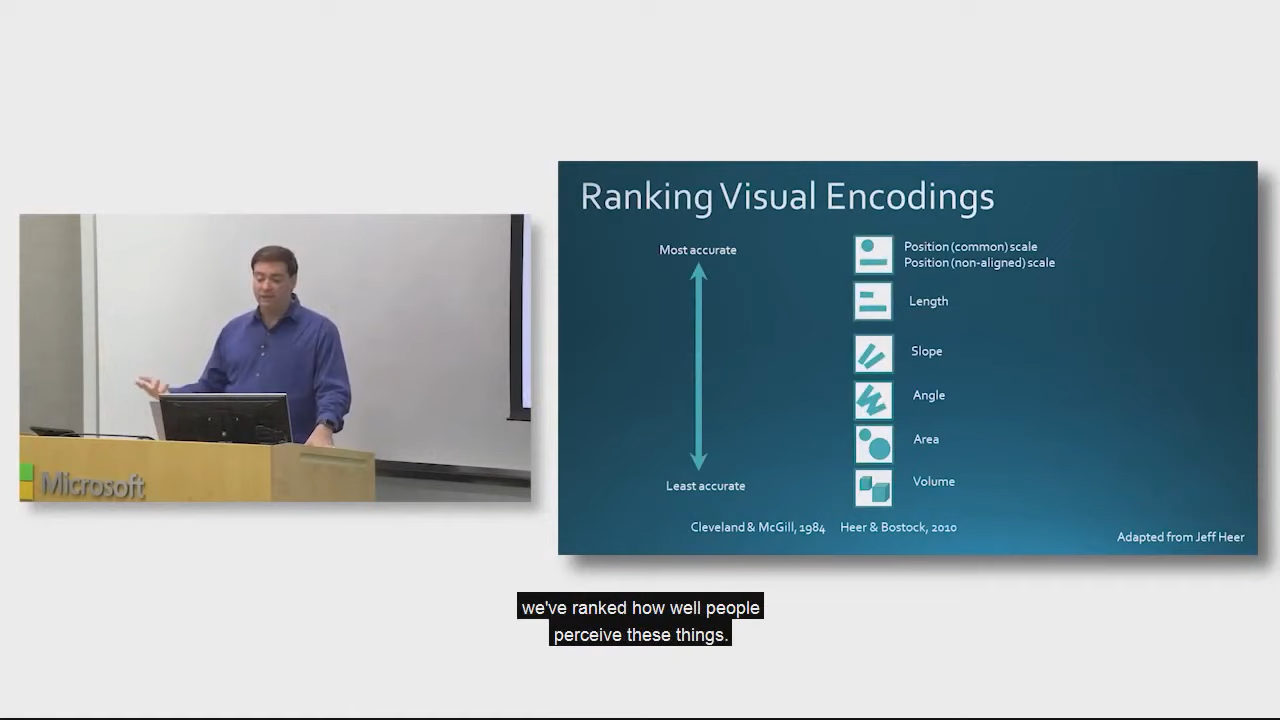 Ranking Visual Encodings
Most accurate
Position (common) scale
Position (non-aligned) scale
Length
Slope
Angle
Area
Volume
Least accurate
Cleveland & McGill, 1984 Heer & Bostock, 2010
Adapted from Jeff Heer
Microsoft
we've ranked how well people
perceive these things.